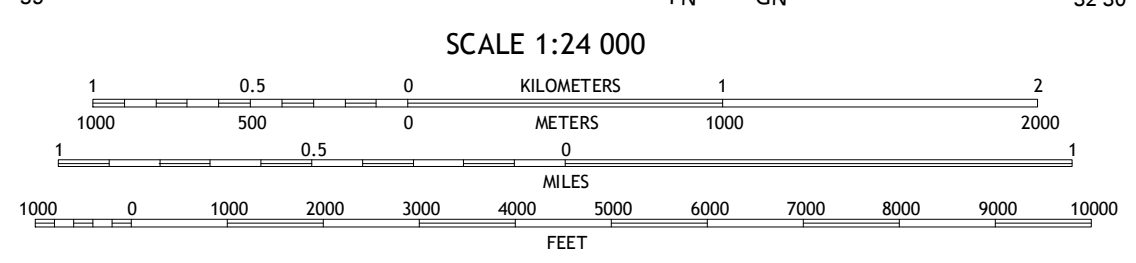 SCALE 1:24 000
1 0.5 0 KILOMETERS 1 2
1000 500 0 METERS 1000 2000
1 0.5 0 1
MILES
1000 0 1000 2000 3000 4000 5000 6000 7000 8000 9000 10000
FEET